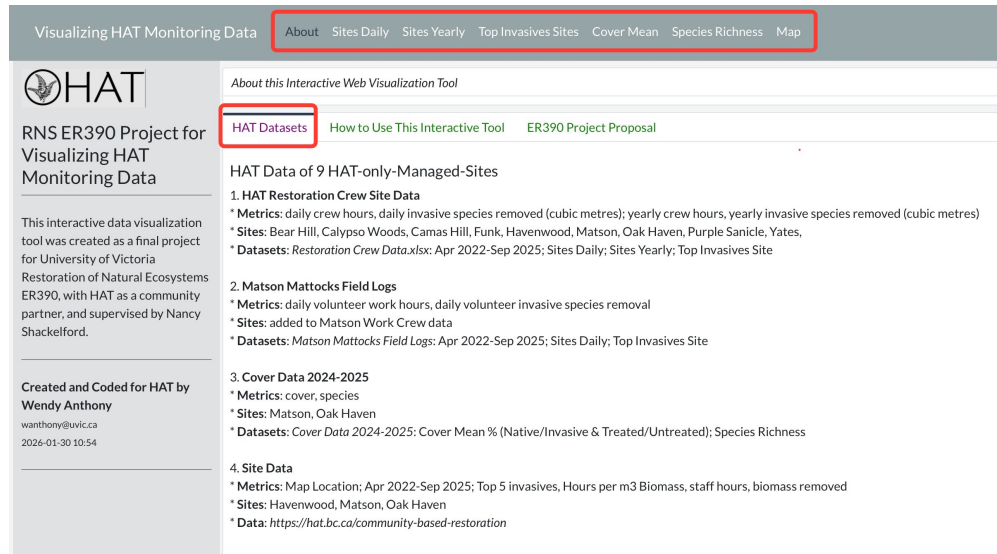 Visualizing HAT Monitoring Data
About Sites Daily Sites Yearly Top Invasives Sites Cover Mean Species Richness Map
HAT
RNS ER390 Project for
Visualizing HAT
Monitoring Data
This interactive data visualization
tool was created as a final project
for University of Victoria
Restoration of Natural Ecosystems
ER390, with HAT as a community
partner, and supervised by Nancy
Shackelford.
Created and Coded for HAT by
Wendy Anthony
wanthony@uvic.ca
2026-01-30 10:54
About this Interactive Web Visualization Tool
HAT Datasets How to Use This Interactive Tool ER390 Project Proposal
HAT Data of 9 HAT-only-Managed-Sites
1. HAT Restoration Crew Site Data
* Metrics: daily crew hours, daily invasive species removed (cubic metres); yearly crew hours, yearly invasive species removed (cubic metres)
* Sites: Bear Hill, Calypso Woods, Camas Hill, Funk, Havenwood, Matson, Oak Haven, Purple Sanicle, Yates,
* Datasets: Restoration Crew Data.xlsx: Apr 2022-Sep 2025; Sites Daily; Sites Yearly; Top Invasives Site
2. Matson Mattocks Field Logs
* Metrics: daily volunteer work hours, daily volunteer invasive species removal
* Sites: added to Matson Work Crew data
* Datasets: Matson Mattocks Field Logs: Apr 2022-Sep 2025; Sites Daily; Top Invasives Site
3. Cover Data 2024-2025
* Metrics: cover, species
* Sites: Matson, Oak Haven
* Datasets: Cover Data 2024-2025: Cover Mean % (Native/Invasive & Treated/Untreated); Species Richness
4. Site Data
* Metrics: Map Location; Apr 2022-Sep 2025; Top 5 invasives, Hours per m3 Biomass, staff hours, biomass removed
* Sites: Havenwood, Matson, Oak Haven
* Data: https://hat.bc.ca/community-based-restoration